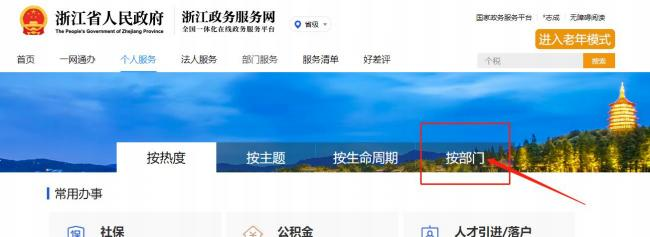 浙江省人民政府 浙江政务服务网 省级 国家政务服务平台 *志成 无障碍阅读
The People's Government of Zhejiang Province 全国一体化在线政务服务平台
进入老年模式
首页 一网通办 个人服务 法人服务 部门服务 服务清单 好差评 个税 搜索
按热度 按主题 按生命周期 按部门
常用办事
社保 公积金 人才引进/落户